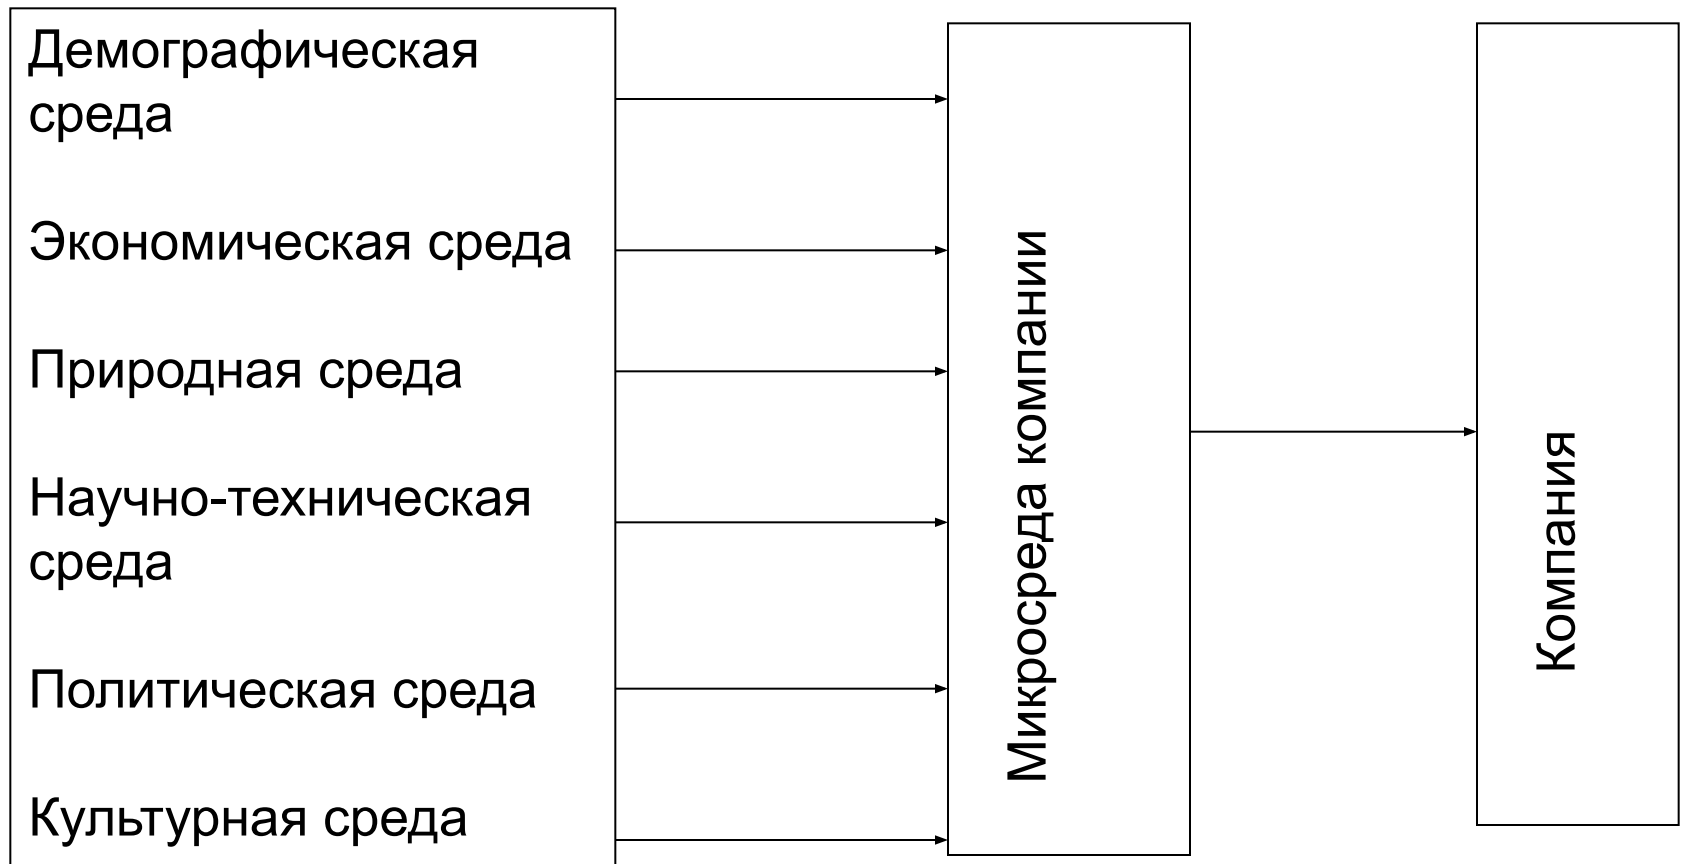 Демографическая
среда
Экономическая среда
Природная среда
Научно-техническая
среда
Политическая среда
Культурная среда
Микросреда компании
Компания